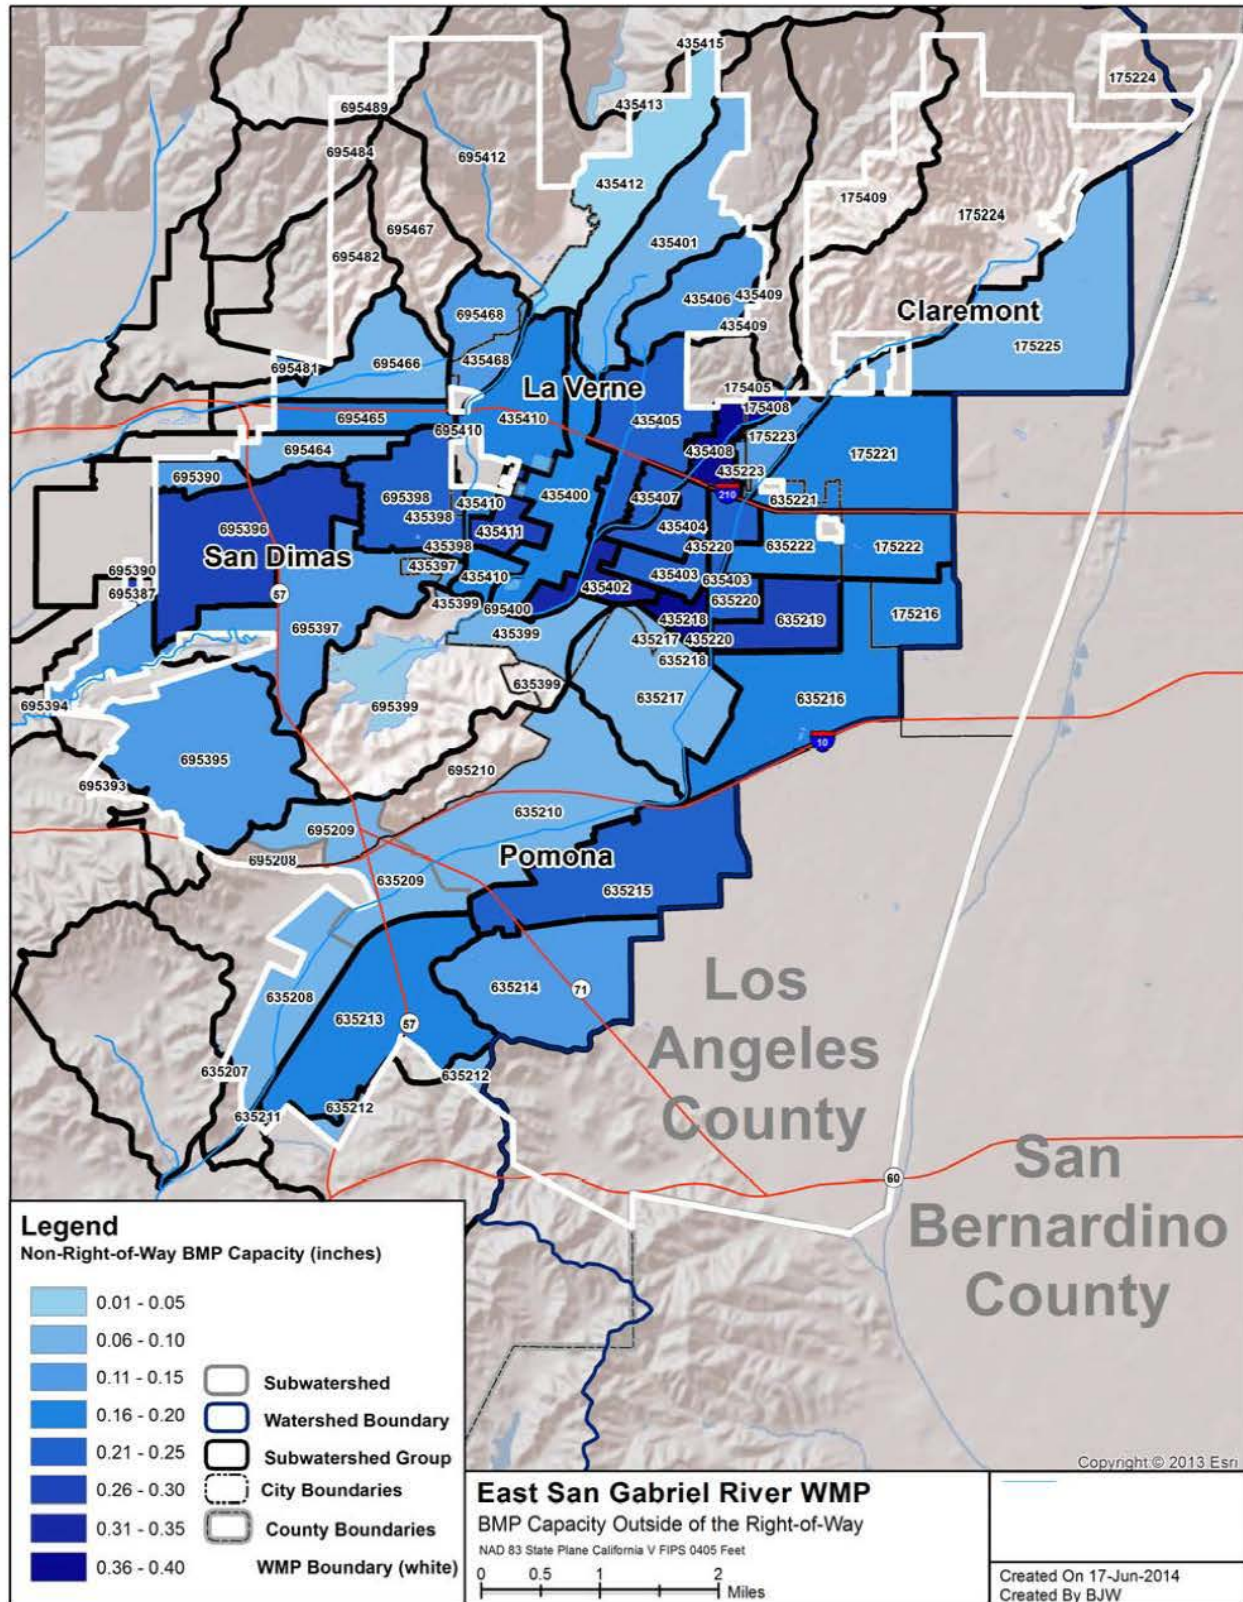 435415
175224
435413
695489
695484
695412
435412
175409
175224
695467
435401
695482
435406
435409
695468
435409
Claremont
435468
175225
695466
695481
La Verne
175405
175408
695465
435410
435405
695410
175223
695464
435408
175221
435223
695390
695398
435400
435407
210
435410
635221
435398
695396
435411
435404
San Dimas
435398
435220
635222
175222
695390
435397
435410
435403
635403
695387
57
435402
435399
695400
635220
435218
635219
175216
695397
435399
435217
435220
635218
635399
635217
635216
695394
695399
10
695395
695210
695393
635210
695209
Pomona
695208
635209
635215
Los
Angeles
County
635214
71
635208
635213
57
635207
635212
635211
635212
60
San
Bernardino
County
Legend
Non-Right-of-Way BMP Capacity (inches)
0.01 - 0.05
0.06 - 0.10
0.11 - 0.15
0.16 - 0.20
0.21 - 0.25
0.26 - 0.30
0.31 - 0.35
0.36 - 0.40
Subwatershed
Watershed Boundary
Subwatershed Group
City Boundaries
County Boundaries
WMP Boundary (white)
Copyright:© 2013 Esri
East San Gabriel River WMP
BMP Capacity Outside of the Right-of-Way
NAD 83 State Plane California V FIPS 0405 Feet
0 0.5 1 2
Miles
Created On 17-Jun-2014
Created By BJW